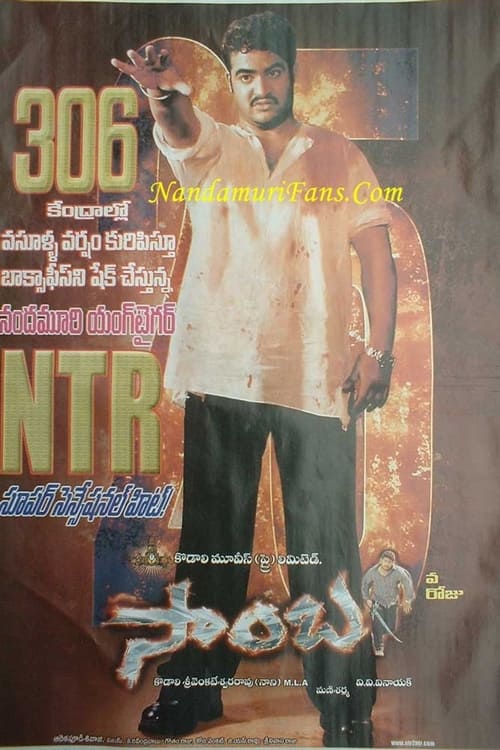 306
కేంద్రాల్లో
వసూళ్ళ వర్షం కురిపిస్తూ
బాక్సాఫీస్‌ని షేక్ చేస్తున్న
నందమూరి యంగ్‌టైగర్
NTR
సూపర్ సెన్సేషనల్ హిట్!
NandamuriFans.Com
శ్రీ కొడాలి మూవీస్ (ప్రై) లిమిటెడ్.
సాంబ
వ
రోజు
కొడాలి శ్రీవెంకటేశ్వరరావు (నాని) M.L.A
మణిశర్మ
వి.వి.వినాయక్